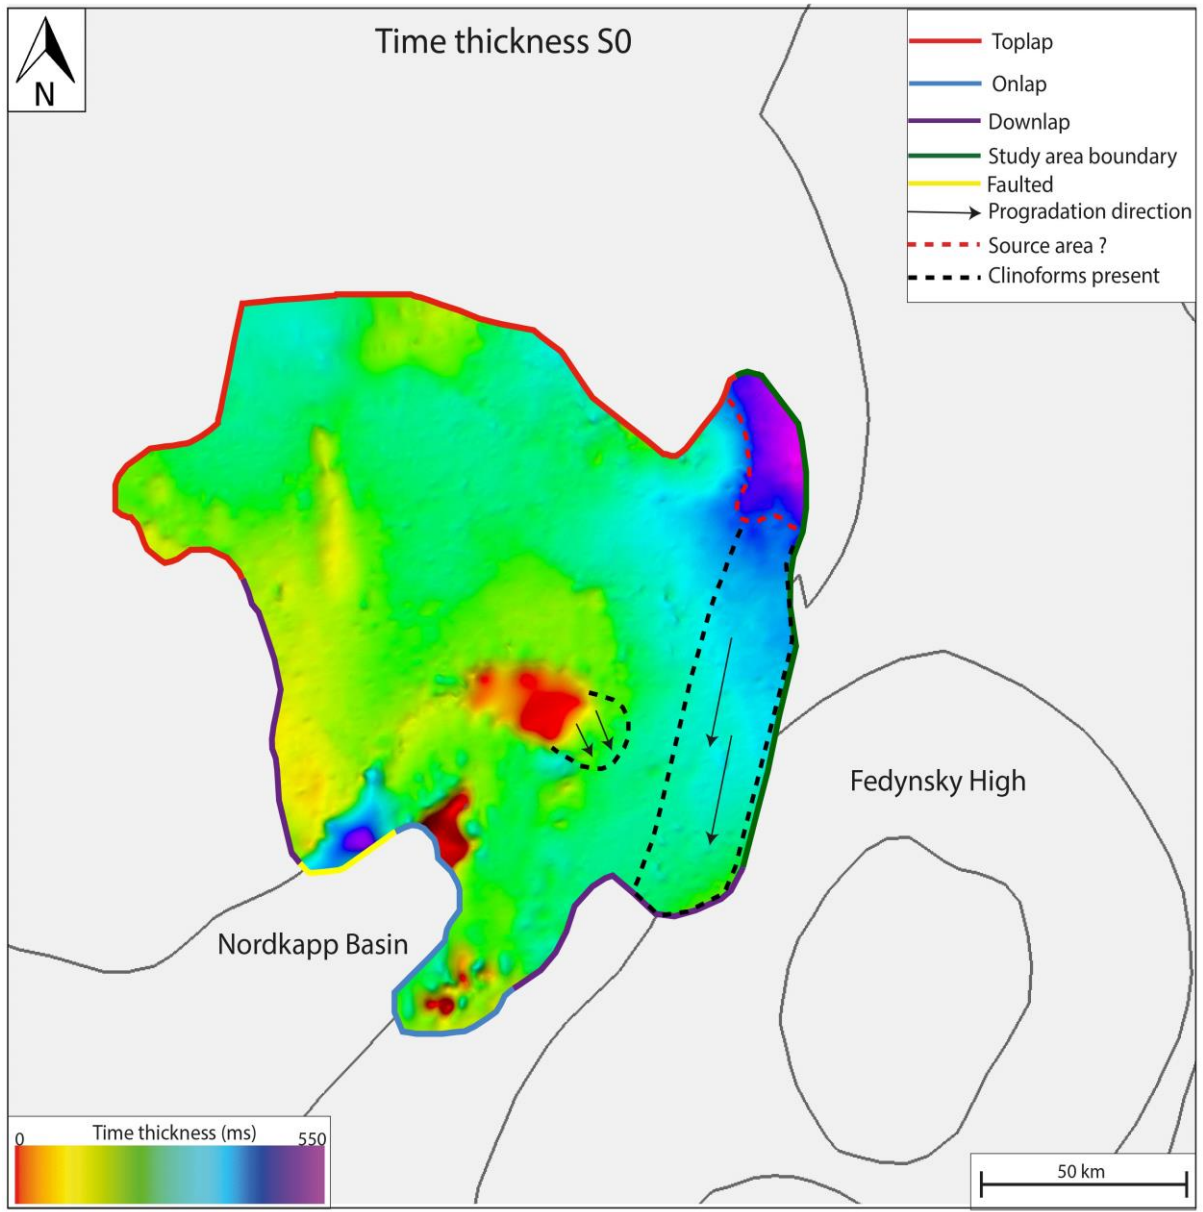 Time thickness S0
N
Toplap
Onlap
Downlap
Study area boundary
Faulted
Progradation direction
Source area ?
Clinoforms present
Fedynsky High
Nordkapp Basin
Time thickness (ms)
0 550
50 km